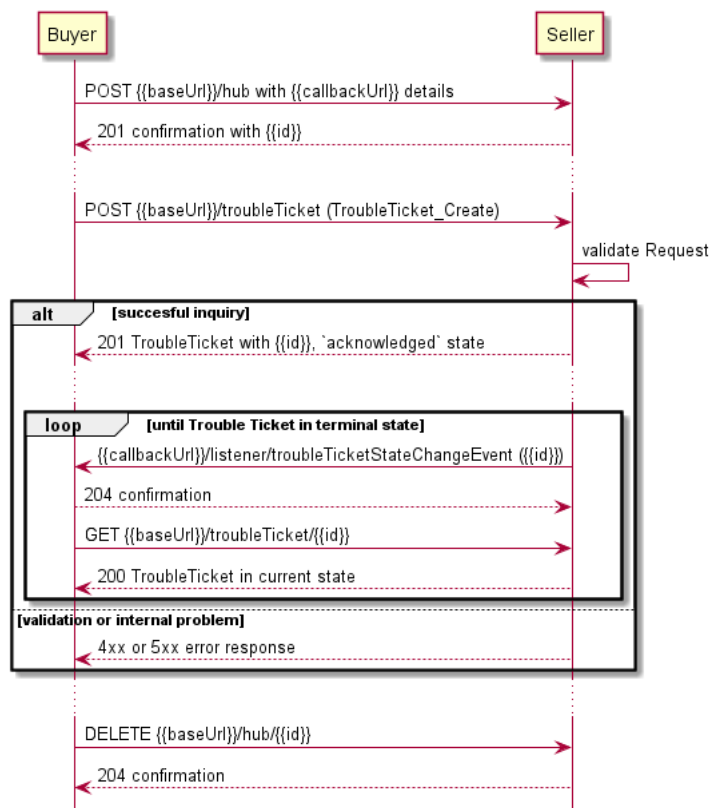 Buyer
Seller
POST {{baseUrl}}/hub with {{callbackUrl}} details
201 confirmation with {{id}}
POST {{baseUrl}}/troubleTicket (TroubleTicket_Create)
validate Request
alt [succesful inquiry]
201 TroubleTicket with {{id}}, `acknowledged` state
loop [until Trouble Ticket in terminal state]
{{callbackUrl}}/listener/troubleTicketStateChangeEvent ({{id}})
204 confirmation
GET {{baseUrl}}/troubleTicket/{{id}}
200 TroubleTicket in current state
[validation or internal problem]
4xx or 5xx error response
DELETE {{baseUrl}}/hub/{{id}}
204 confirmation